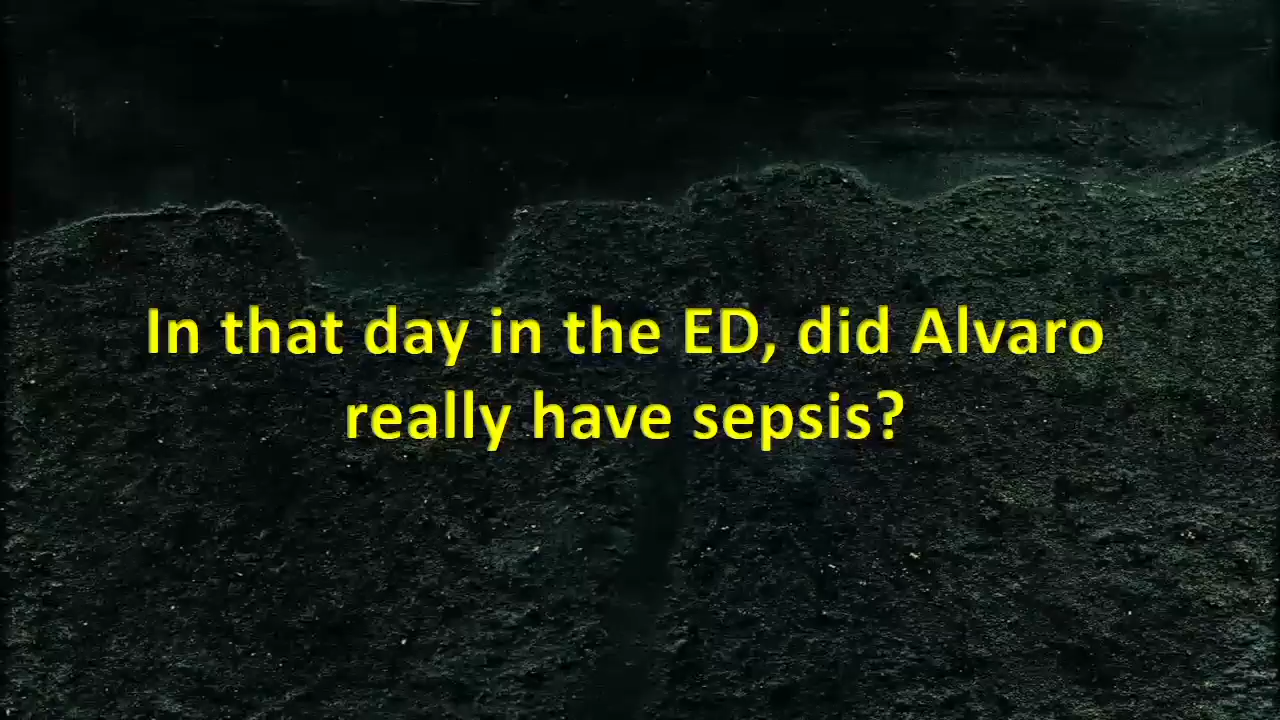 In that day in the ED, did Alvaro
really have sepsis?